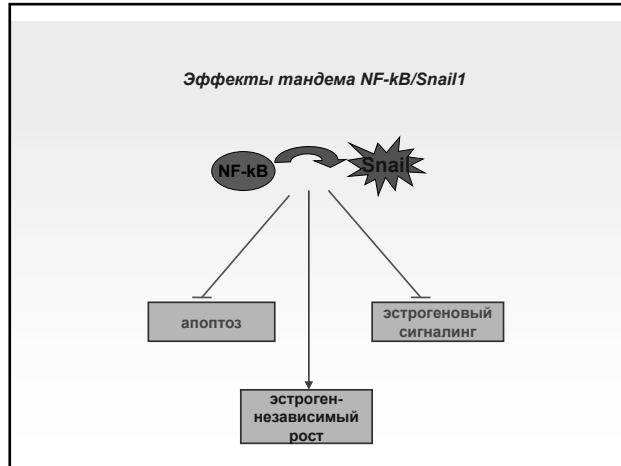 Эффекты тандема NF-kB/Snail1
NF-kB
Snail
апоптоз
эстрогеновый
сигналинг
эстроген-
независимый
рост